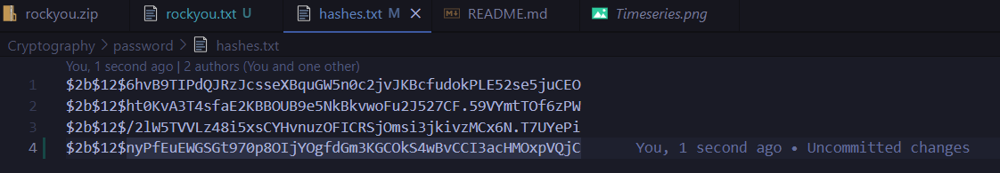 rockyou.zip rockyou.txt U hashes.txt M README.md Timeseries.png
Cryptography > password > hashes.txt
You, 1 second ago | 2 authors (You and one other)
1 $2b$12$6hvB9TIPdQJRzJcsseXBquGW5n0c2jvJKBcfudokPLE52se5juCEO
2 $2b$12$ht0KvA3T4sfaE2KBBOUB9e5NkBkvwoFu2J527CF.59VYmtTOf6zPW
3 $2b$12$/2lW5TVVLz48i5xsCYHvnuzOFICRSjOmsi3jkivzMCx6N.T7UYePi
4 $2b$12$nyPfEuEWGSGt970p8OIjYOgfdGm3KGCOkS4wBvCCI3acHMOxpVQjC You, 1 second ago • Uncommitted changes